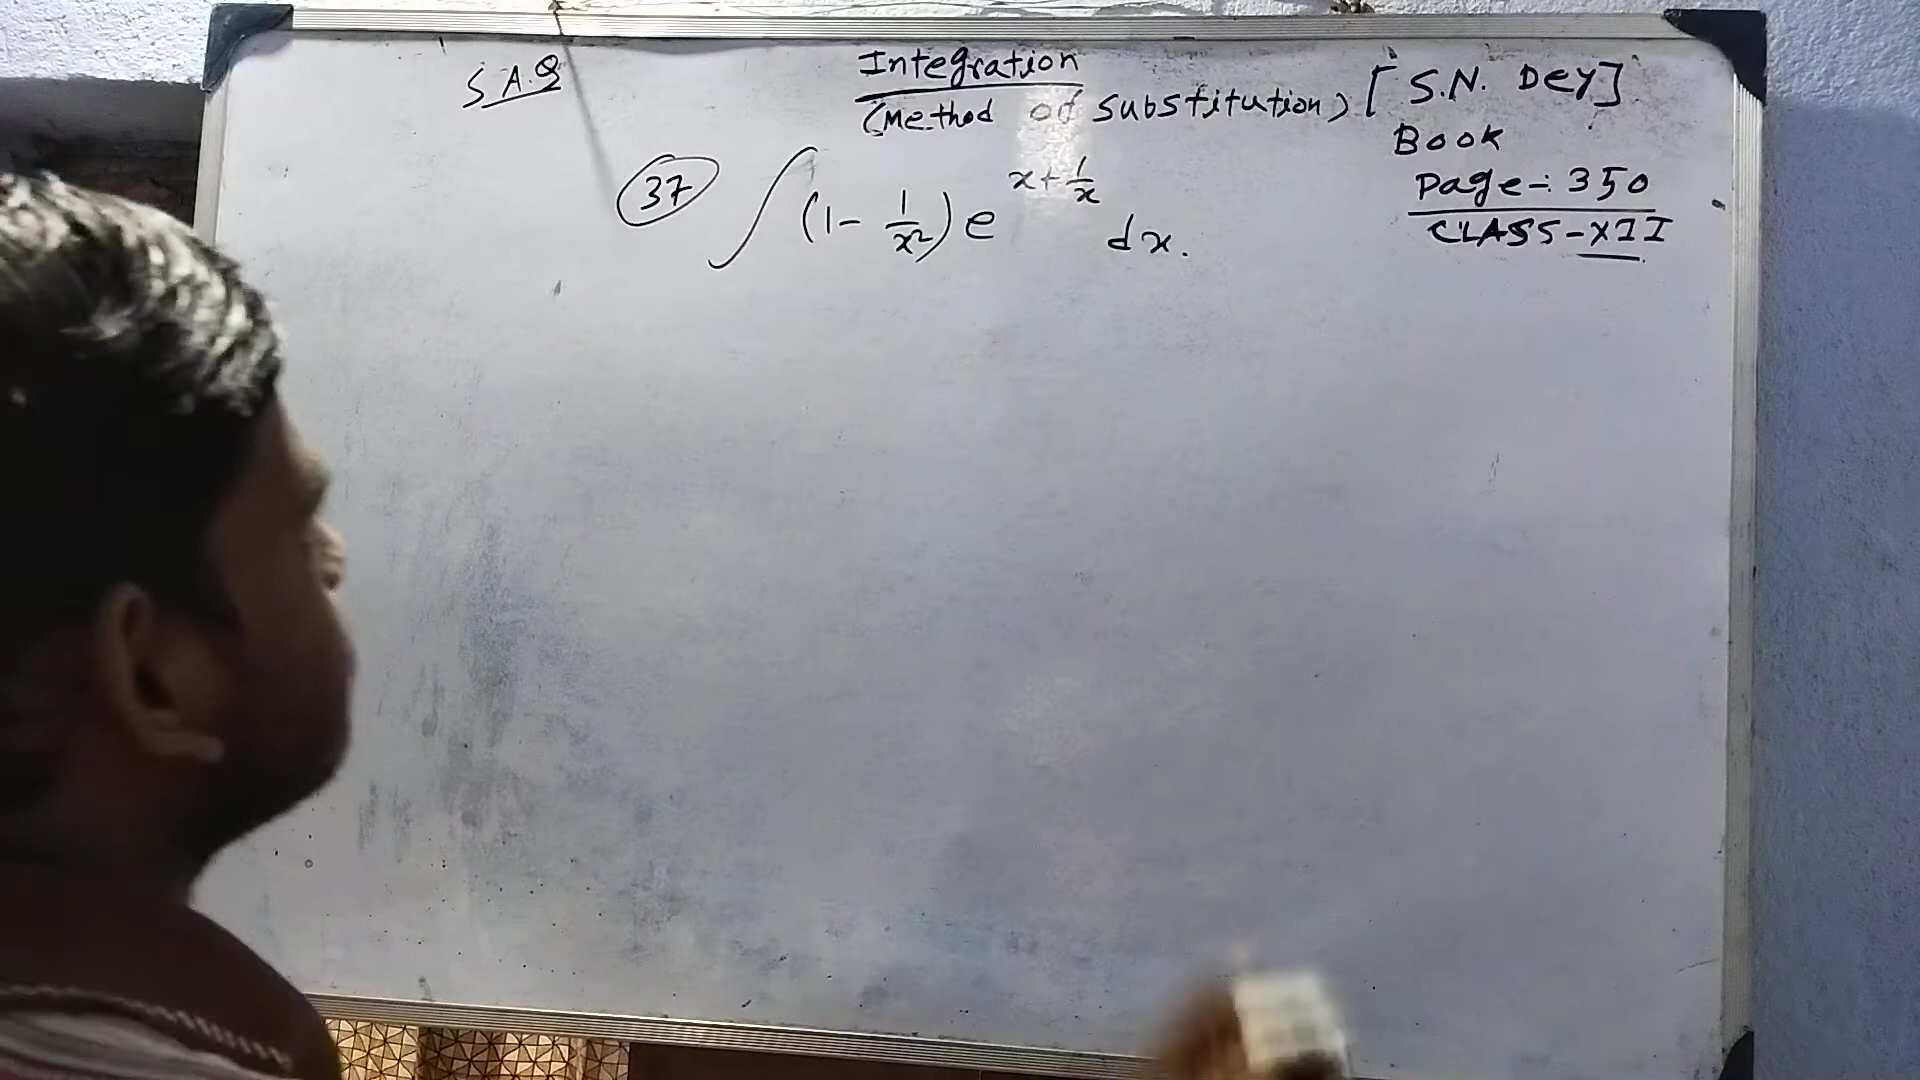 S.A.Q
Integration
(Method of substitution)
[S.N. Dey]
Book
Page-: 350
CLASS-XII
37 ∫(1 - 1/x²) e^(x + 1/x) dx.